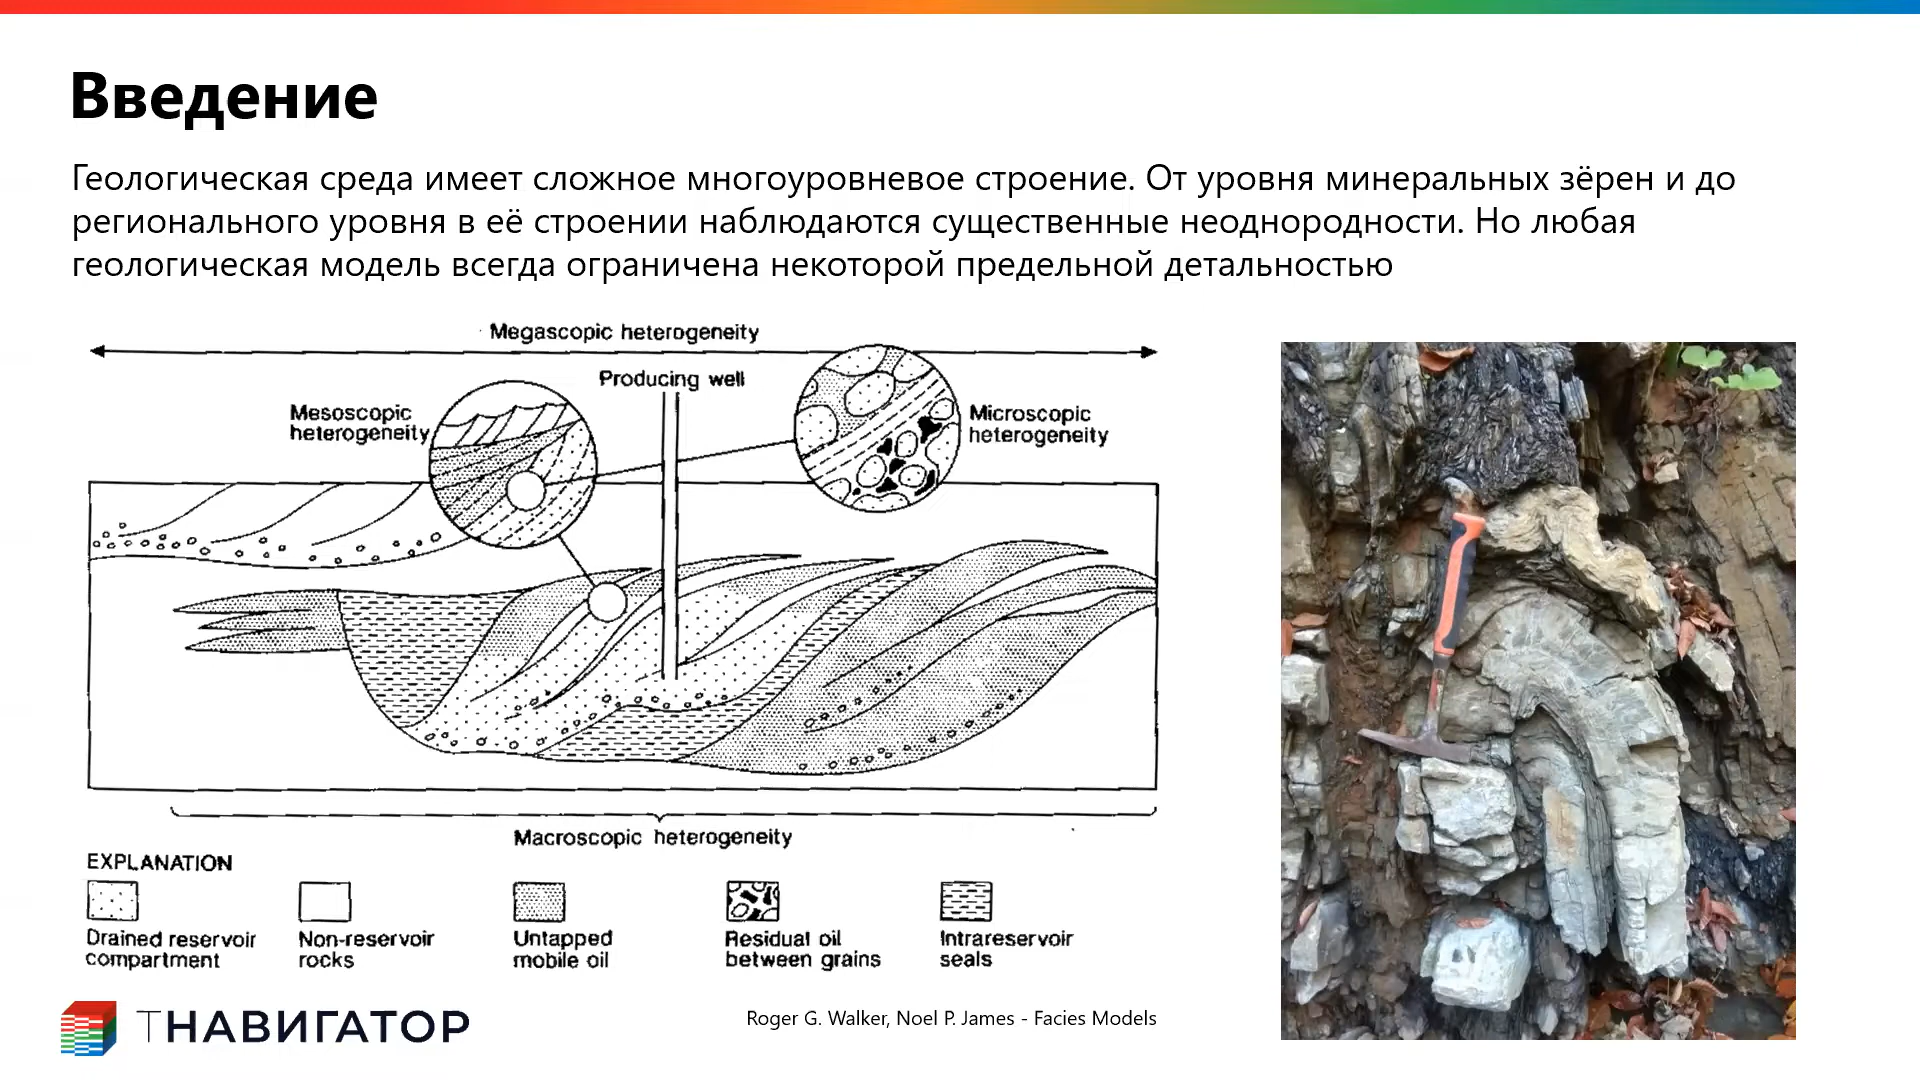 Введение
Геологическая среда имеет сложное многоуровневое строение. От уровня минеральных зёрен и до
регионального уровня в её строении наблюдаются существенные неоднородности. Но любая
геологическая модель всегда ограничена некоторой предельной детальностью
Megascopic heterogeneity
Producing well
Mesoscopic
heterogeneity
Microscopic
heterogeneity
Macroscopic heterogeneity
EXPLANATION
Drained reservoir
compartment
Non-reservoir
rocks
Untapped
mobile oil
Residual oil
between grains
Intrareservoir
seals
ТНАВИГАТОР
Roger G. Walker, Noel P. James - Facies Models